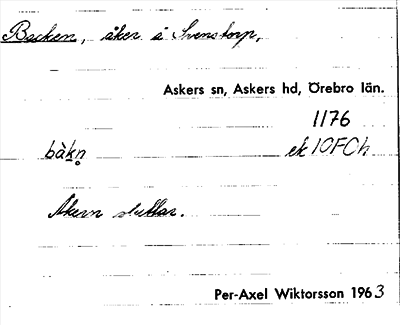 Backen, åker å Svenstorp,
Askers sn, Askers hd, Örebro län.
1176
bàkn̥ ek 10FCh
Åkern sluttar.
Per-Axel Wiktorsson 1963